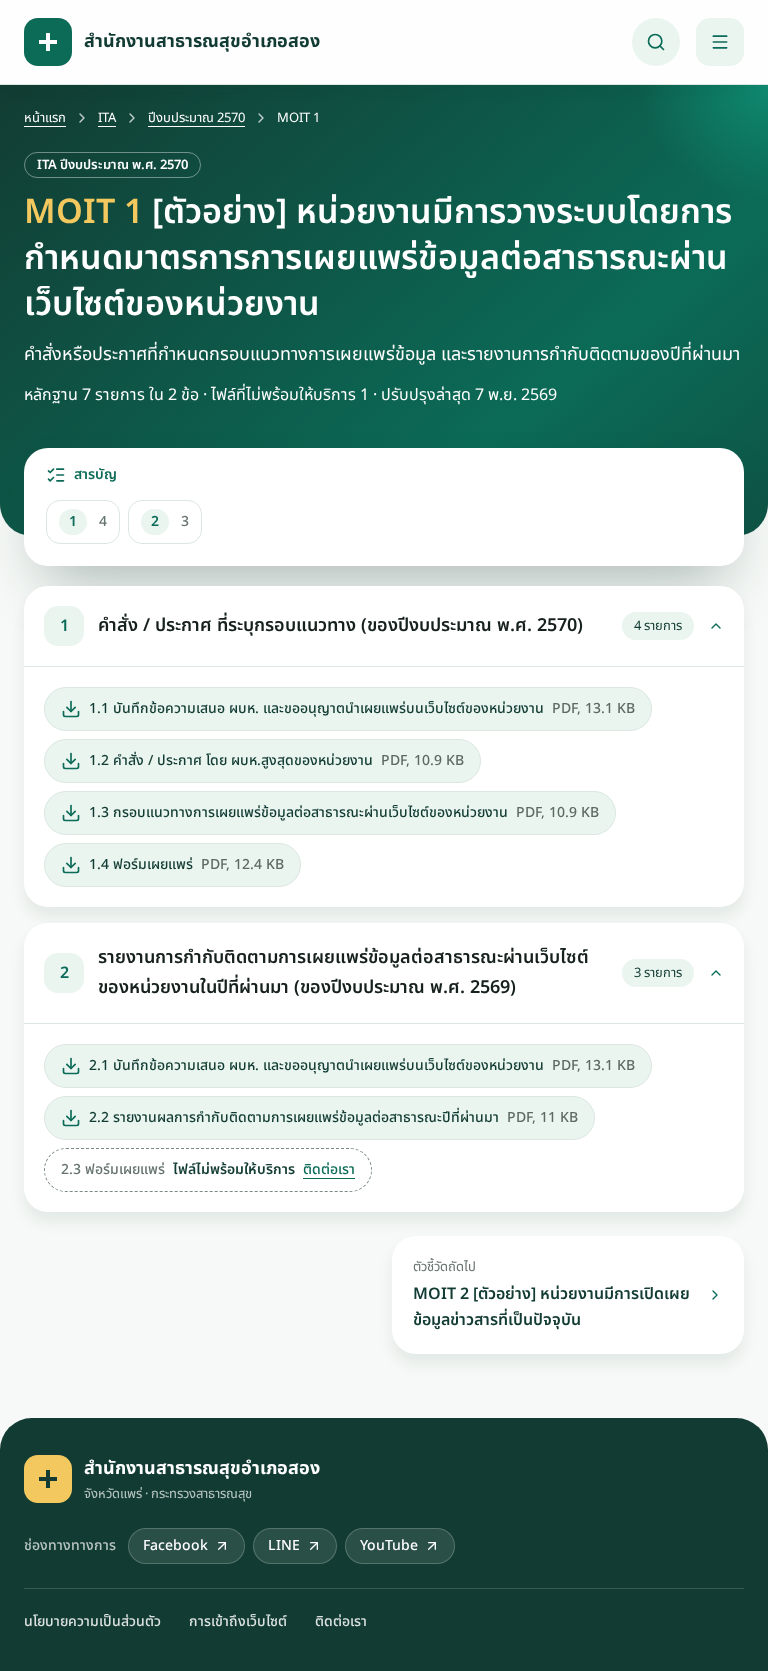 สำนักงานสาธารณสุขอำเภอสอง
หน้าแรก
ITA
ปีงบประมาณ 2570
MOIT 1
ITA ปีงบประมาณ พ.ศ. 2570
MOIT 1 [ตัวอย่าง] หน่วยงานมีการวางระบบโดยการ
กำหนดมาตรการการเผยแพร่ข้อมูลต่อสาธารณะผ่าน
เว็บไซต์ของหน่วยงาน
คำสั่งหรือประกาศที่กำหนดกรอบแนวทางการเผยแพร่ข้อมูล และรายงานการกำกับติดตามของปีที่ผ่านมา
หลักฐาน 7 รายการ ใน 2 ข้อ · ไฟล์ที่ไม่พร้อมให้บริการ 1 · ปรับปรุงล่าสุด 7 พ.ย. 2569
สารบัญ
1 4
2 3
1 คำสั่ง / ประกาศ ที่ระบุกรอบแนวทาง (ของปีงบประมาณ พ.ศ. 2570) 4 รายการ
1.1 บันทึกข้อความเสนอ ผบห. และขออนุญาตนำเผยแพร่บนเว็บไซต์ของหน่วยงาน PDF, 13.1 KB
1.2 คำสั่ง / ประกาศ โดย ผบห.สูงสุดของหน่วยงาน PDF, 10.9 KB
1.3 กรอบแนวทางการเผยแพร่ข้อมูลต่อสาธารณะผ่านเว็บไซต์ของหน่วยงาน PDF, 10.9 KB
1.4 ฟอร์มเผยแพร่ PDF, 12.4 KB
2 รายงานการกำกับติดตามการเผยแพร่ข้อมูลต่อสาธารณะผ่านเว็บไซต์
ของหน่วยงานในปีที่ผ่านมา (ของปีงบประมาณ พ.ศ. 2569)
3 รายการ
2.1 บันทึกข้อความเสนอ ผบห. และขออนุญาตนำเผยแพร่บนเว็บไซต์ของหน่วยงาน PDF, 13.1 KB
2.2 รายงานผลการกำกับติดตามการเผยแพร่ข้อมูลต่อสาธารณะปีที่ผ่านมา PDF, 11 KB
2.3 ฟอร์มเผยแพร่ ไฟล์ไม่พร้อมให้บริการ ติดต่อเรา
ตัวชี้วัดถัดไป
MOIT 2 [ตัวอย่าง] หน่วยงานมีการเปิดเผย
ข้อมูลข่าวสารที่เป็นปัจจุบัน
สำนักงานสาธารณสุขอำเภอสอง
จังหวัดแพร่ · กระทรวงสาธารณสุข
ช่องทางทางการ Facebook LINE YouTube
นโยบายความเป็นส่วนตัว การเข้าถึงเว็บไซต์ ติดต่อเรา